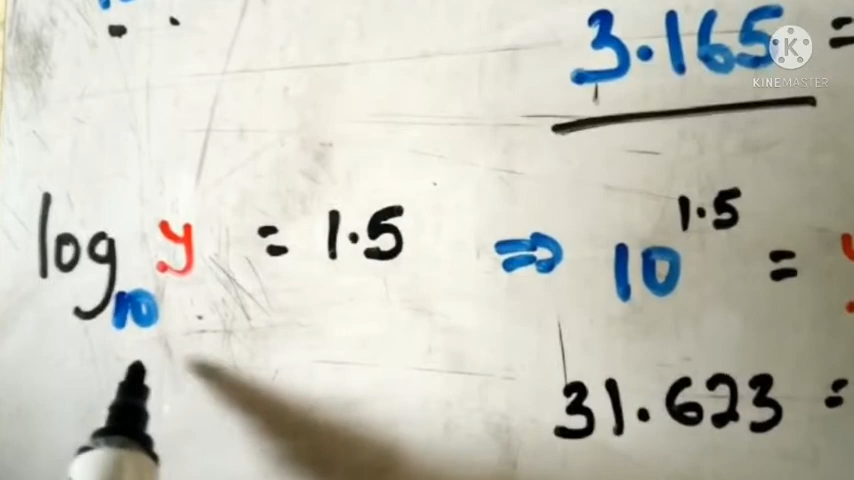 3.165 =
KINEMASTER
log₁₀ y = 1.5 ⇒ 10^1.5 =
31.623 =